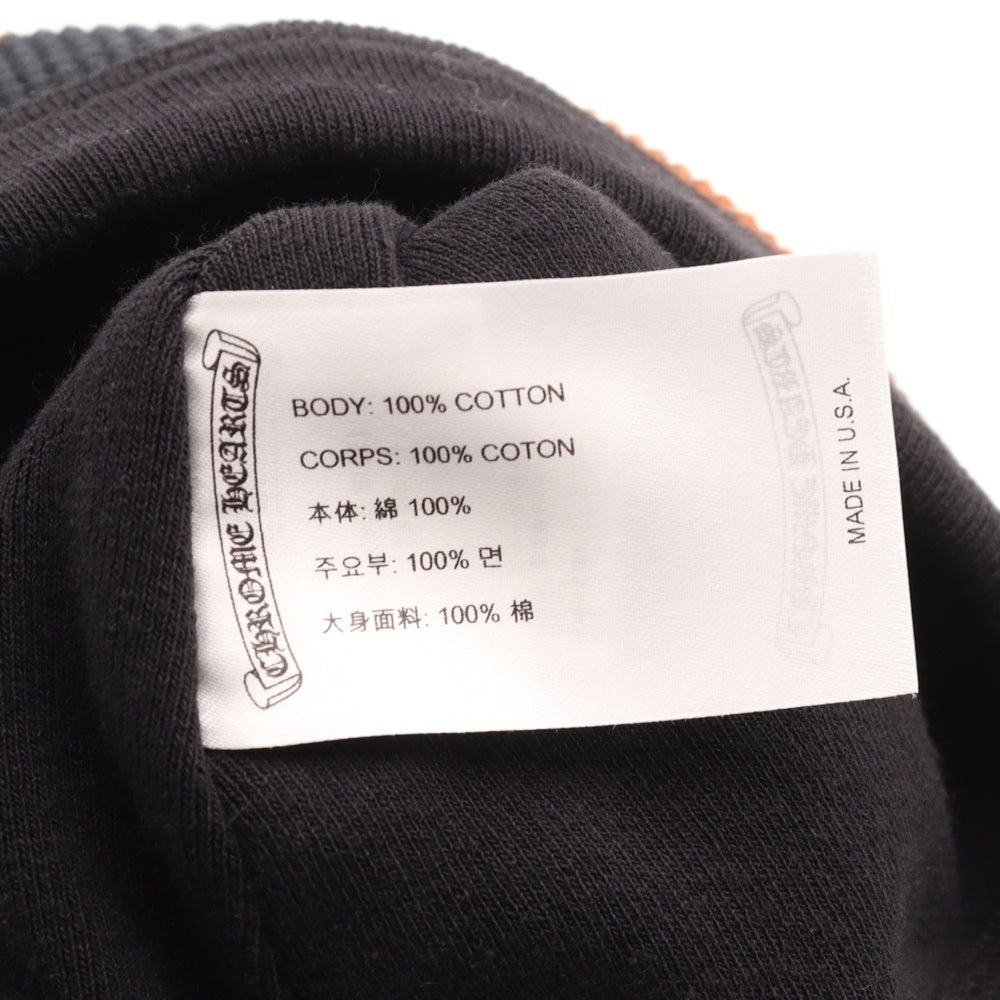 CHROME HEARTS
BODY: 100% COTTON
CORPS: 100% COTON
本体: 綿 100%
주요부: 100% 면
大身面料: 100% 棉
MADE IN U.S.A.